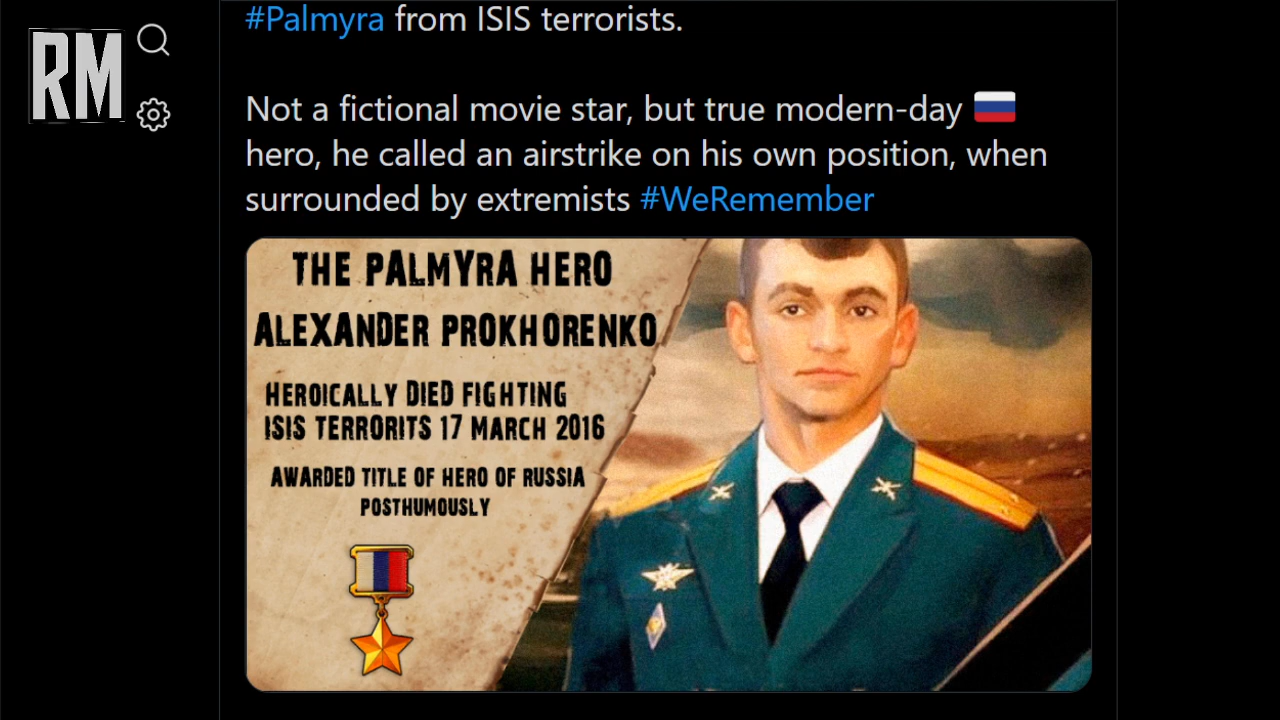 RM
#Palmyra from ISIS terrorists.
Not a fictional movie star, but true modern-day 🇷🇺
hero, he called an airstrike on his own position, when
surrounded by extremists #WeRemember
THE PALMYRA HERO
ALEXANDER PROKHORENKO
HEROICALLY DIED FIGHTING
ISIS TERRORITS 17 MARCH 2016
AWARDED TITLE OF HERO OF RUSSIA
POSTHUMOUSLY